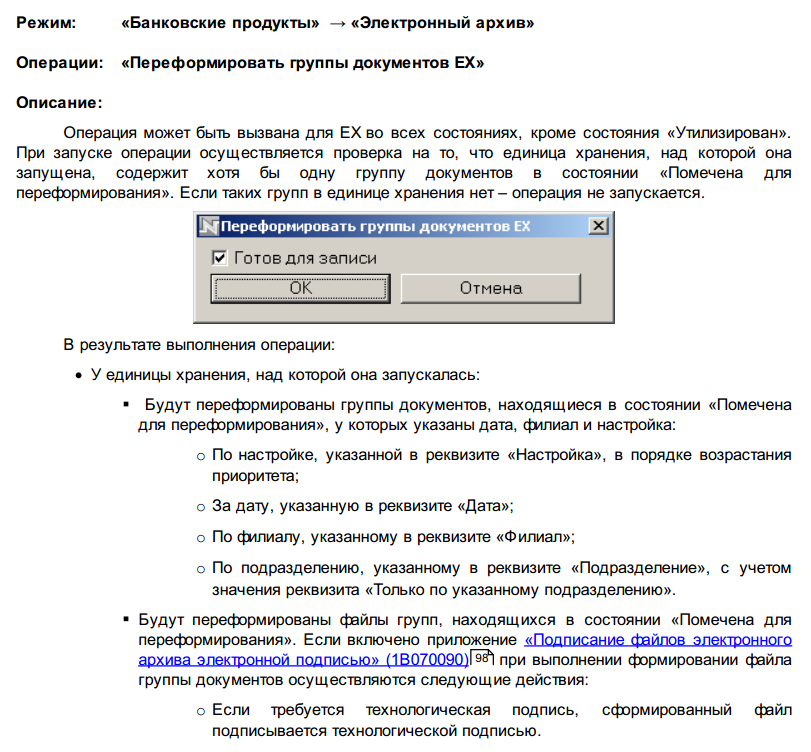 Режим: «Банковские продукты» → «Электронный архив»
Операции: «Переформировать группы документов ЕХ»
Описание:
Операция может быть вызвана для ЕХ во всех состояниях, кроме состояния «Утилизирован».
При запуске операции осуществляется проверка на то, что единица хранения, над которой она
запущена, содержит хотя бы одну группу документов в состоянии «Помечена для
переформирования». Если таких групп в единице хранения нет – операция не запускается.
Переформировать группы документов ЕХ
Готов для записи
ОК Отмена
В результате выполнения операции:
• У единицы хранения, над которой она запускалась:
▪ Будут переформированы группы документов, находящиеся в состоянии «Помечена
для переформирования», у которых указаны дата, филиал и настройка:
o По настройке, указанной в реквизите «Настройка», в порядке возрастания
приоритета;
o За дату, указанную в реквизите «Дата»;
o По филиалу, указанному в реквизите «Филиал»;
o По подразделению, указанному в реквизите «Подразделение», с учетом
значения реквизита «Только по указанному подразделению».
▪ Будут переформированы файлы групп, находящихся в состоянии «Помечена для
переформирования». Если включено приложение «Подписание файлов электронного
архива электронной подписью» (1В070090) 98 при выполнении формировании файла
группы документов осуществляются следующие действия:
o Если требуется технологическая подпись, сформированный файл
подписывается технологической подписью.